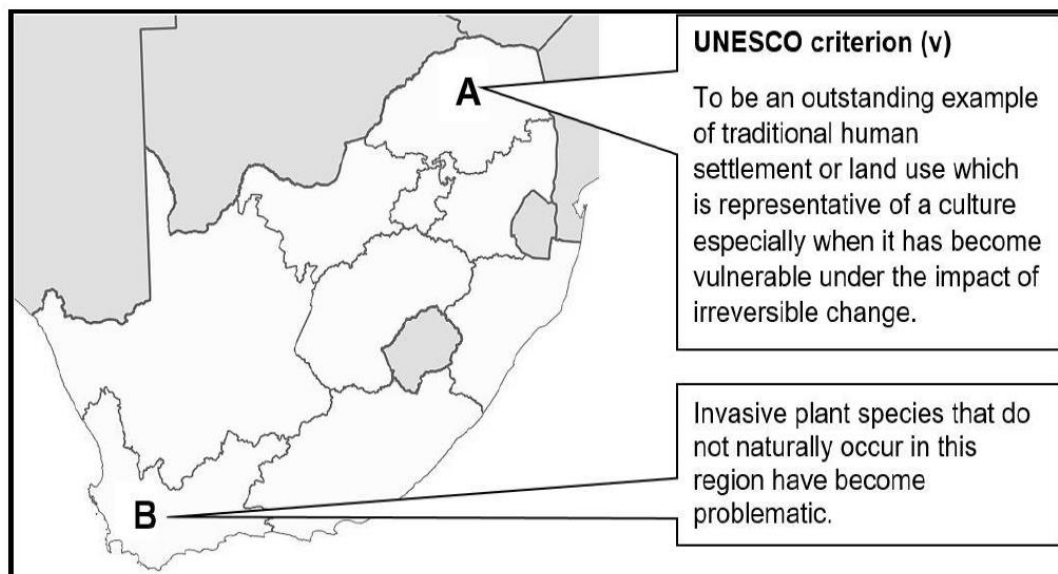 A
UNESCO criterion (v)
To be an outstanding example
of traditional human
settlement or land use which
is representative of a culture
especially when it has become
vulnerable under the impact of
irreversible change.
B
Invasive plant species that do
not naturally occur in this
region have become
problematic.